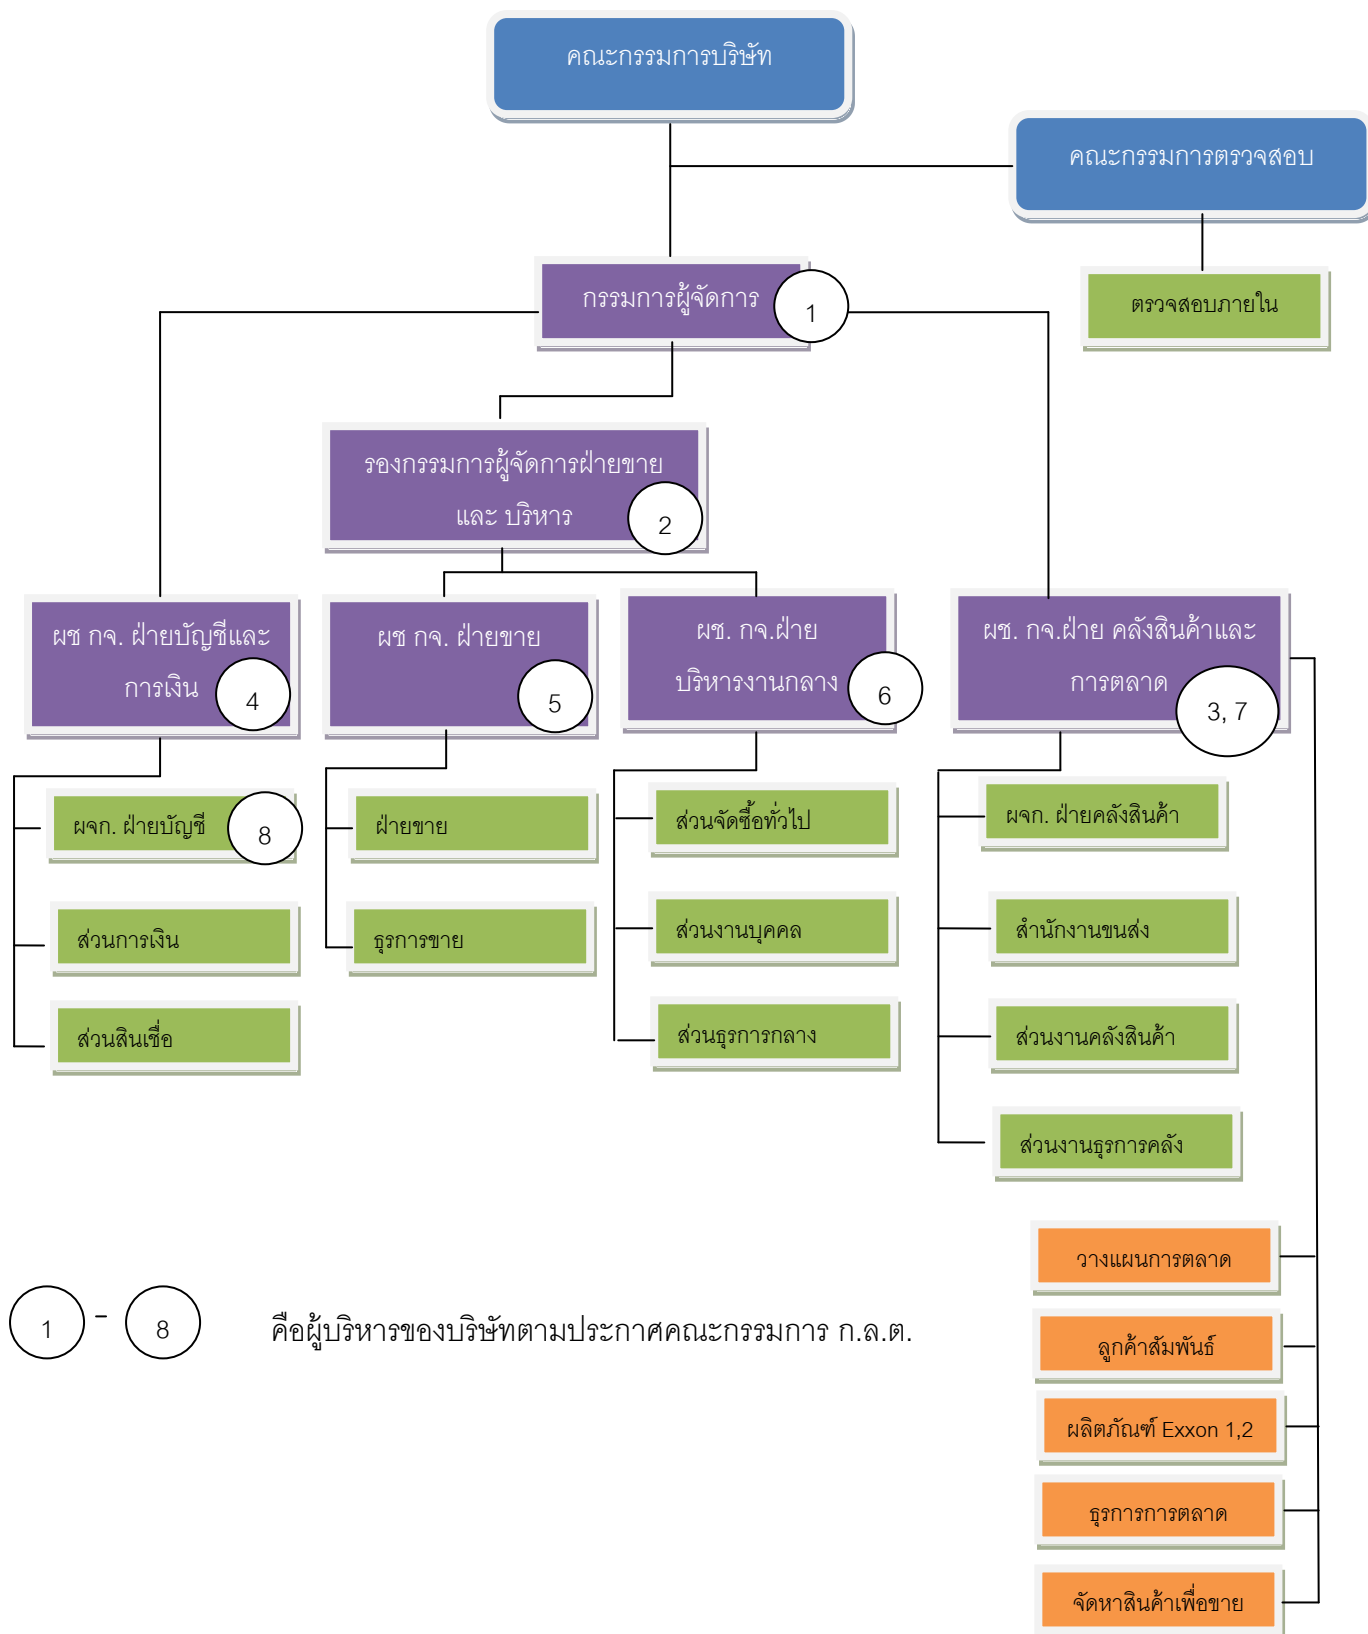 คณะกรรมการบริษัท
คณะกรรมการตรวจสอบ
กรรมการผู้จัดการ
1
ตรวจสอบภายใน
รองกรรมการผู้จัดการฝ่ายขาย
และ บริหาร
2
ผช กจ. ฝ่ายบัญชีและ
การเงิน
4
ผช กจ. ฝ่ายขาย
5
ผช. กจ.ฝ่าย
บริหารงานกลาง
6
ผช. กจ.ฝ่าย คลังสินค้าและ
การตลาด
3, 7
ผจก. ฝ่ายบัญชี
8
ส่วนการเงิน
ส่วนสินเชื่อ
ฝ่ายขาย
ธุรการขาย
ส่วนจัดซื้อทั่วไป
ส่วนงานบุคคล
ส่วนธุรการกลาง
ผจก. ฝ่ายคลังสินค้า
สำนักงานขนส่ง
ส่วนงานคลังสินค้า
ส่วนงานธุรการคลัง
วางแผนการตลาด
ลูกค้าสัมพันธ์
ผลิตภัณฑ์ Exxon 1,2
ธุรการการตลาด
จัดหาสินค้าเพื่อขาย
1 - 8 คือผู้บริหารของบริษัทตามประกาศคณะกรรมการ ก.ล.ต.